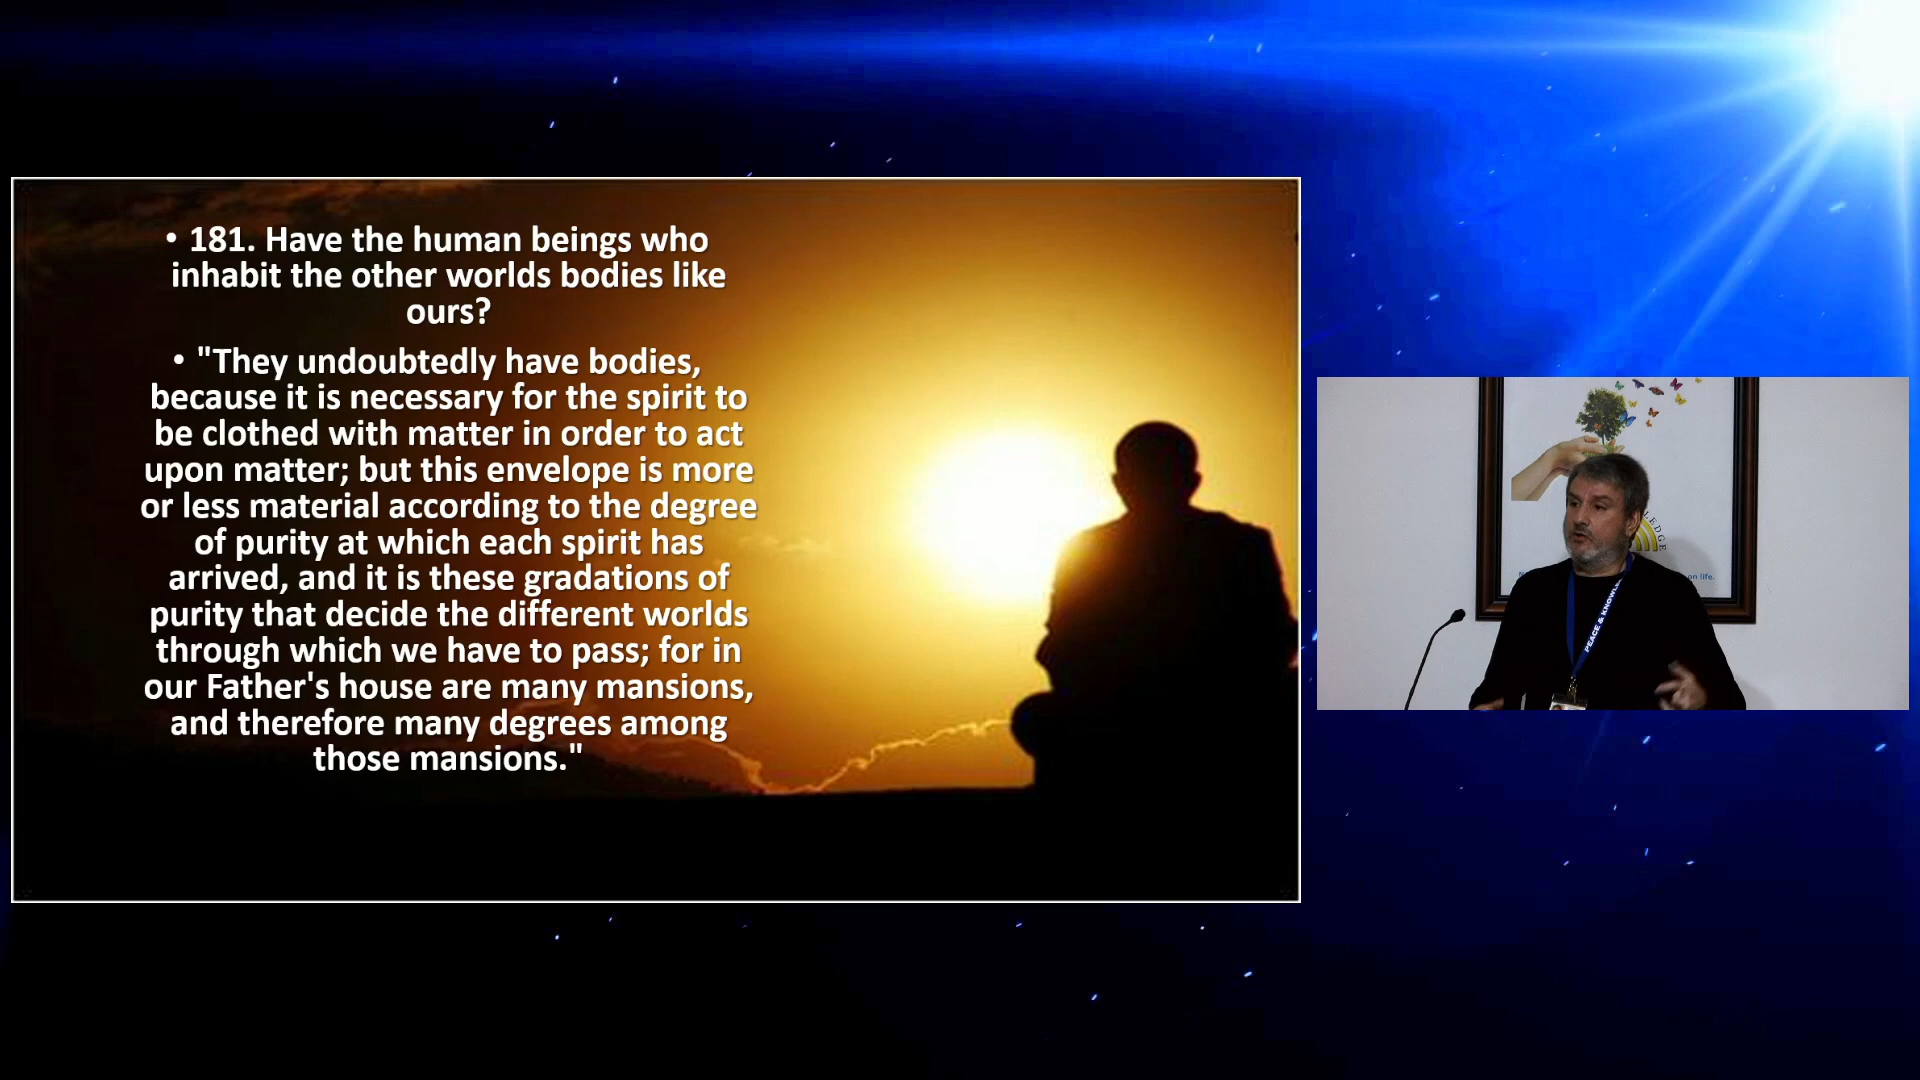 • 181. Have the human beings who
inhabit the other worlds bodies like
ours?
• "They undoubtedly have bodies,
because it is necessary for the spirit to
be clothed with matter in order to act
upon matter; but this envelope is more
or less material according to the degree
of purity at which each spirit has
arrived, and it is these gradations of
purity that decide the different worlds
through which we have to pass; for in
our Father's house are many mansions,
and therefore many degrees among
those mansions."
on life.
PEACE &